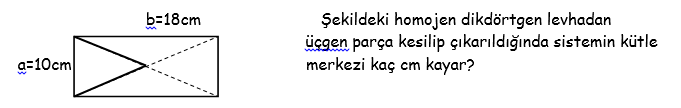 b=18cm
a=10cm
Şekildeki homojen dikdörtgen levhadan
üçgen parça kesilip çıkarıldığında sistemin kütle
merkezi kaç cm kayar?